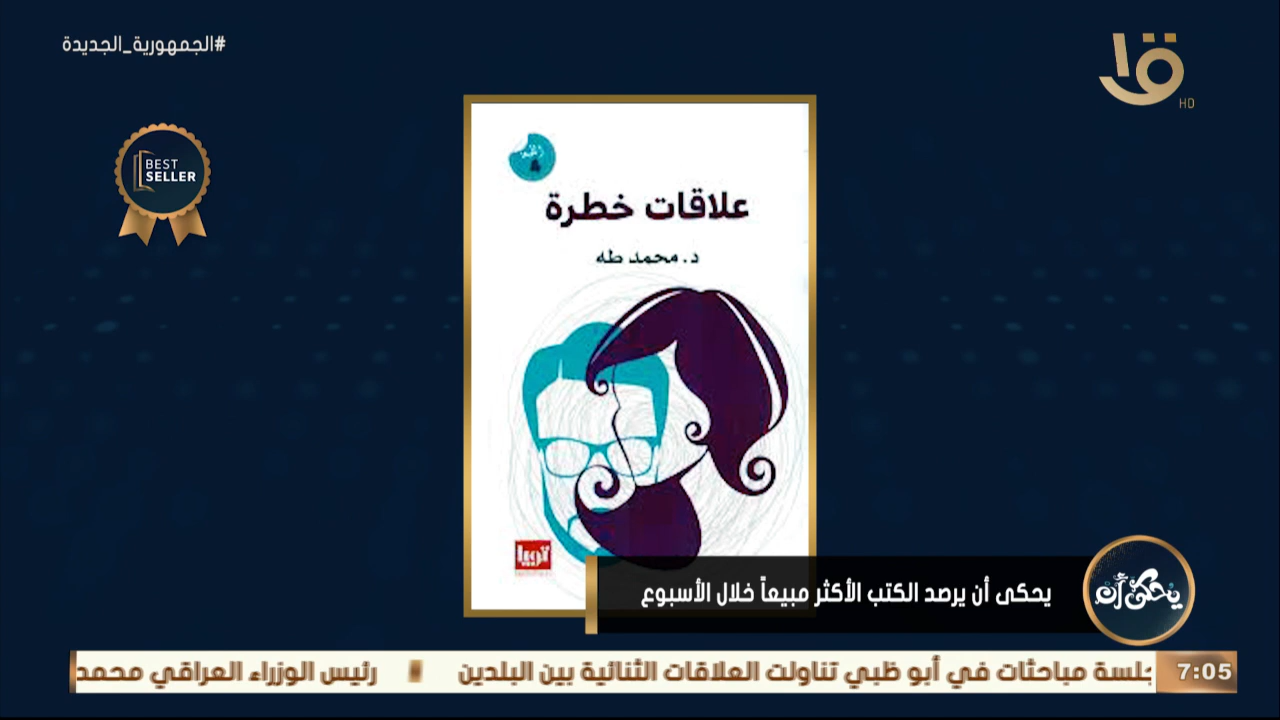 #الجمهورية_الجديدة
HD
BEST
SELLER
علاقات خطرة
د. محمد طه
يحكى أن يرصد الكتب الأكثر مبيعاً خلال الأسبوع
يحكى أن
7:05
جلسة مباحثات في أبو ظبي تناولت العلاقات الثنائية بين البلدين
رئيس الوزراء العراقي محمد